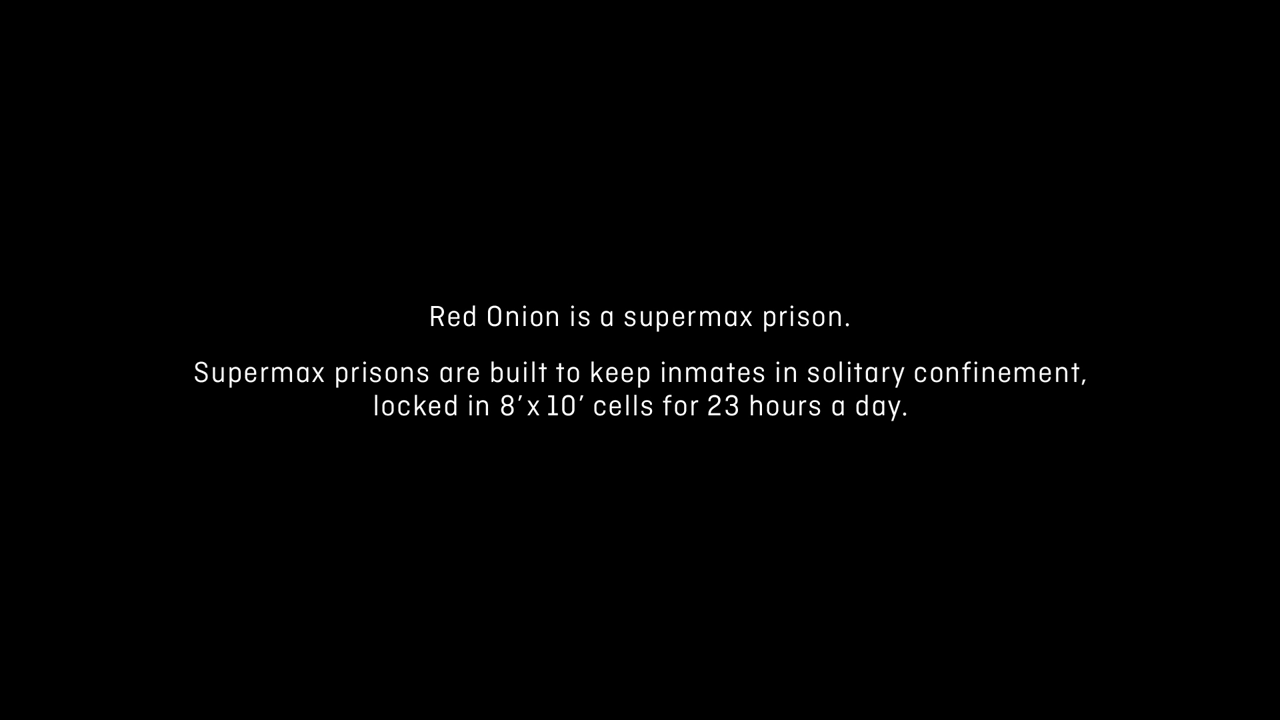 Red Onion is a supermax prison.
Supermax prisons are built to keep inmates in solitary confinement,
locked in 8’x 10’ cells for 23 hours a day.